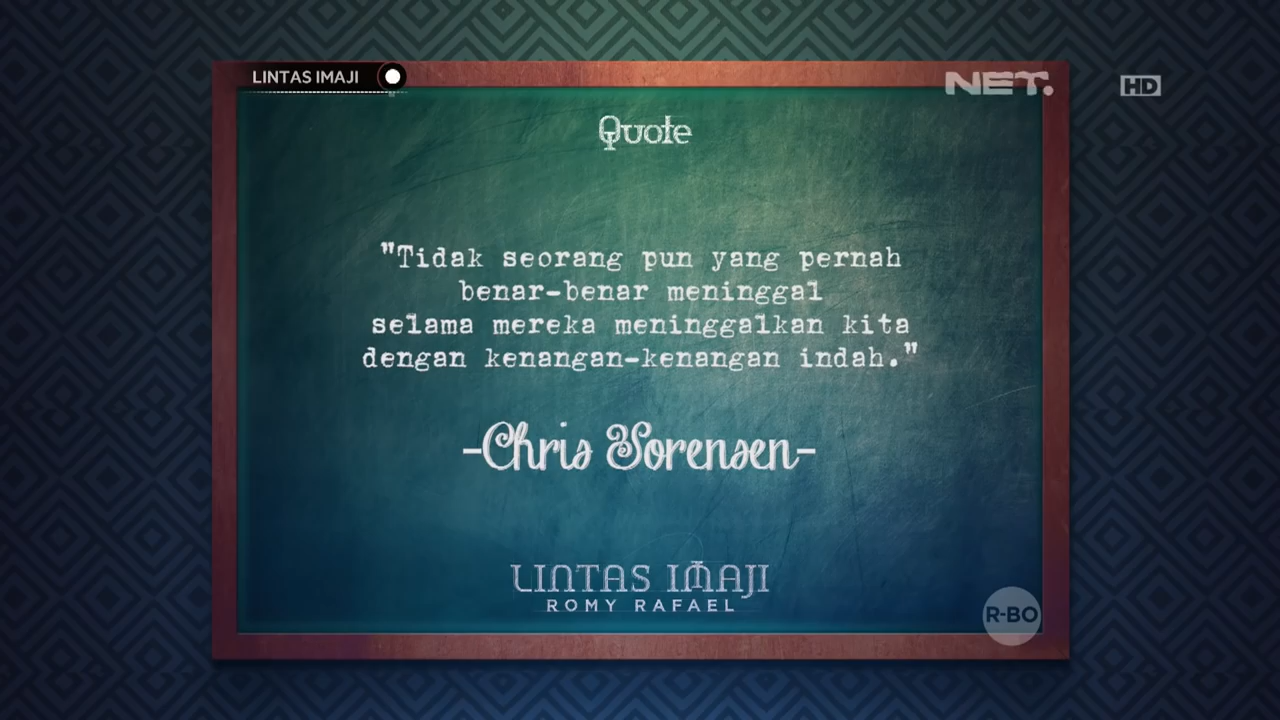 LINTAS IMAJI
NET.
HD
Quote
"Tidak seorang pun yang pernah
benar-benar meninggal
selama mereka meninggalkan kita
dengan kenangan-kenangan indah."
-Chris Sorensen-
LINTAS IMAJI
ROMY RAFAEL
R-BO